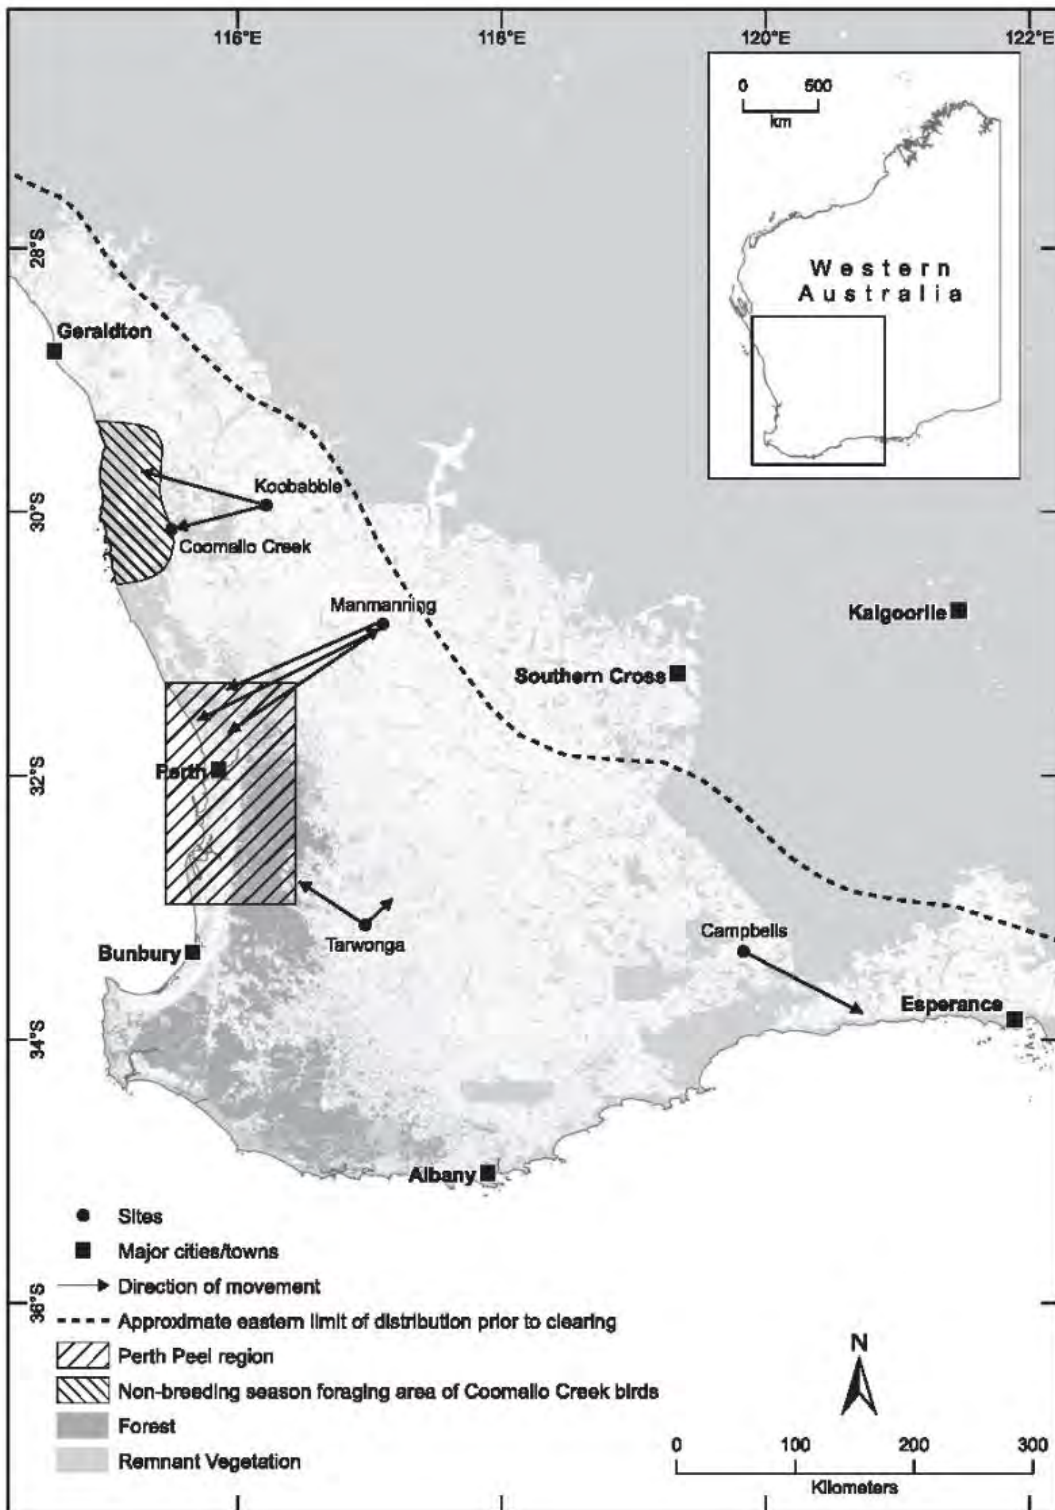 116°E
118°E
120°E
122°E
0 500
km
Western
Australia
28°S
Geraldton
Koobabbie
30°S
Coomallo Creek
Manmanning
Kalgoorlie
Southern Cross
32°S
Perth
Tarwonga
Campbells
Bunbury
Esperance
34°S
Albany
Sites
Major cities/towns
Direction of movement
36°S
Approximate eastern limit of distribution prior to clearing
Perth Peel region
N
Non-breeding season foraging area of Coomallo Creek birds
Forest
Remnant Vegetation
0 100 200 300
Kilometers